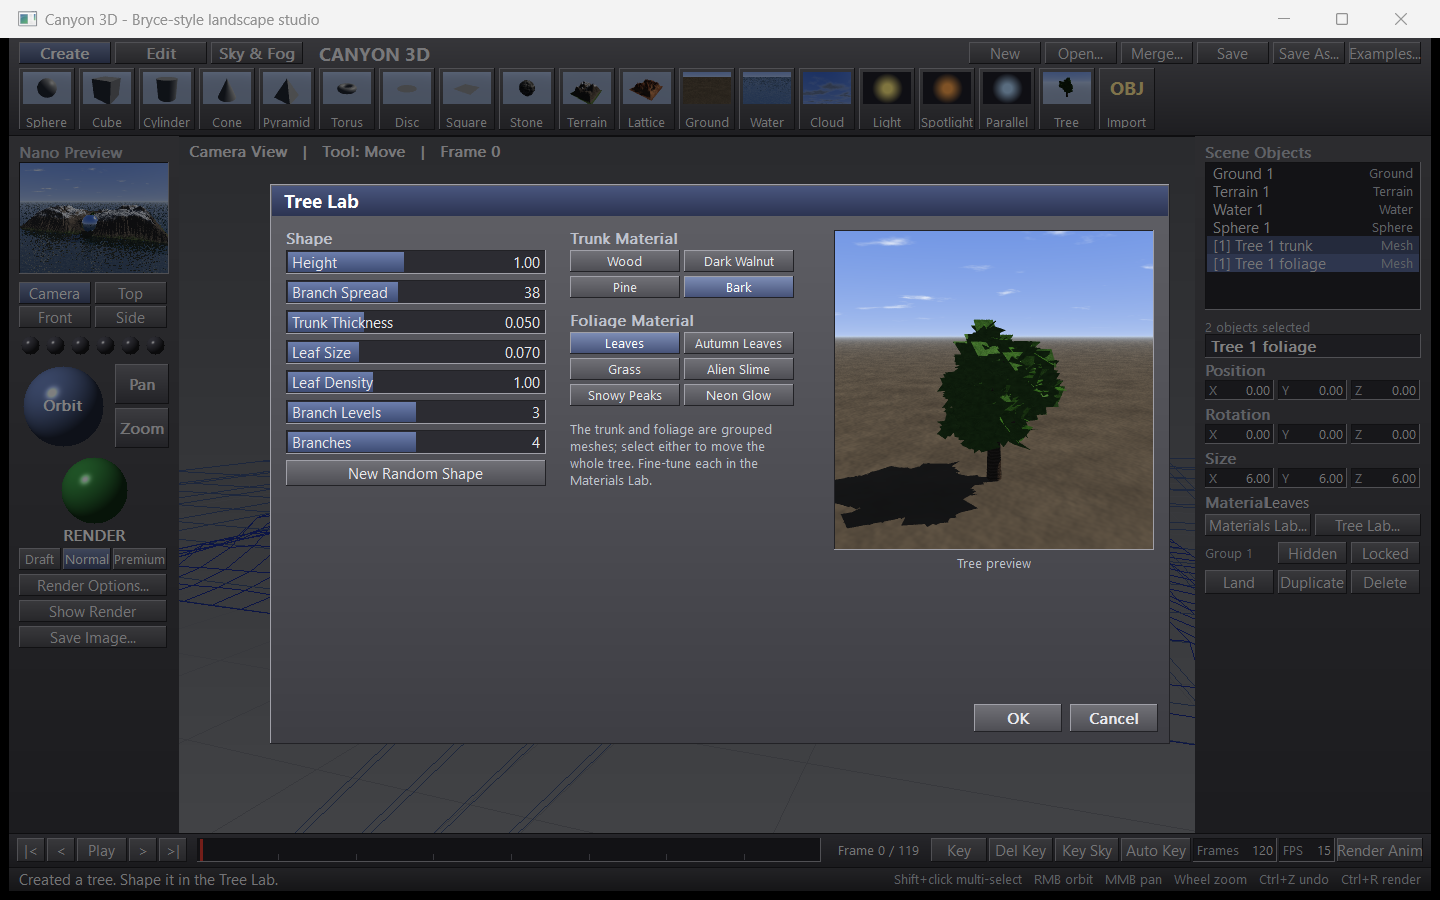 Canyon 3D - Bryce-style landscape studio
Create Edit Sky & Fog CANYON 3D New Open... Merge... Save Save As... Examples...
OBJ
Sphere Cube Cylinder Cone Pyramid Torus Disc Square Stone Terrain Lattice Ground Water Cloud Light Spotlight Parallel Tree Import
Nano Preview
Camera View | Tool: Move | Frame 0
Camera Top
Front Side
Orbit
Pan
Zoom
RENDER
Draft Normal Premium
Render Options...
Show Render
Save Image...
Tree Lab
Shape
Height 1.00
Branch Spread 38
Trunk Thickness 0.050
Leaf Size 0.070
Leaf Density 1.00
Branch Levels 3
Branches 4
New Random Shape
Trunk Material
Wood Dark Walnut
Pine Bark
Foliage Material
Leaves Autumn Leaves
Grass Alien Slime
Snowy Peaks Neon Glow
The trunk and foliage are grouped
meshes; select either to move the
whole tree. Fine-tune each in the
Materials Lab.
Tree preview
OK Cancel
Scene Objects
Ground 1 Ground
Terrain 1 Terrain
Water 1 Water
Sphere 1 Sphere
[1] Tree 1 trunk Mesh
[1] Tree 1 foliage Mesh
2 objects selected
Tree 1 foliage
Position
X 0.00 Y 0.00 Z 0.00
Rotation
X 0.00 Y 0.00 Z 0.00
Size
X 6.00 Y 6.00 Z 6.00
Material Leaves
Materials Lab... Tree Lab...
Group 1 Hidden Locked
Land Duplicate Delete
|< < Play > >| Frame 0 / 119 Key Del Key Key Sky Auto Key Frames 120 FPS 15 Render Anim
Created a tree. Shape it in the Tree Lab. Shift+click multi-select RMB orbit MMB pan Wheel zoom Ctrl+Z undo Ctrl+R render